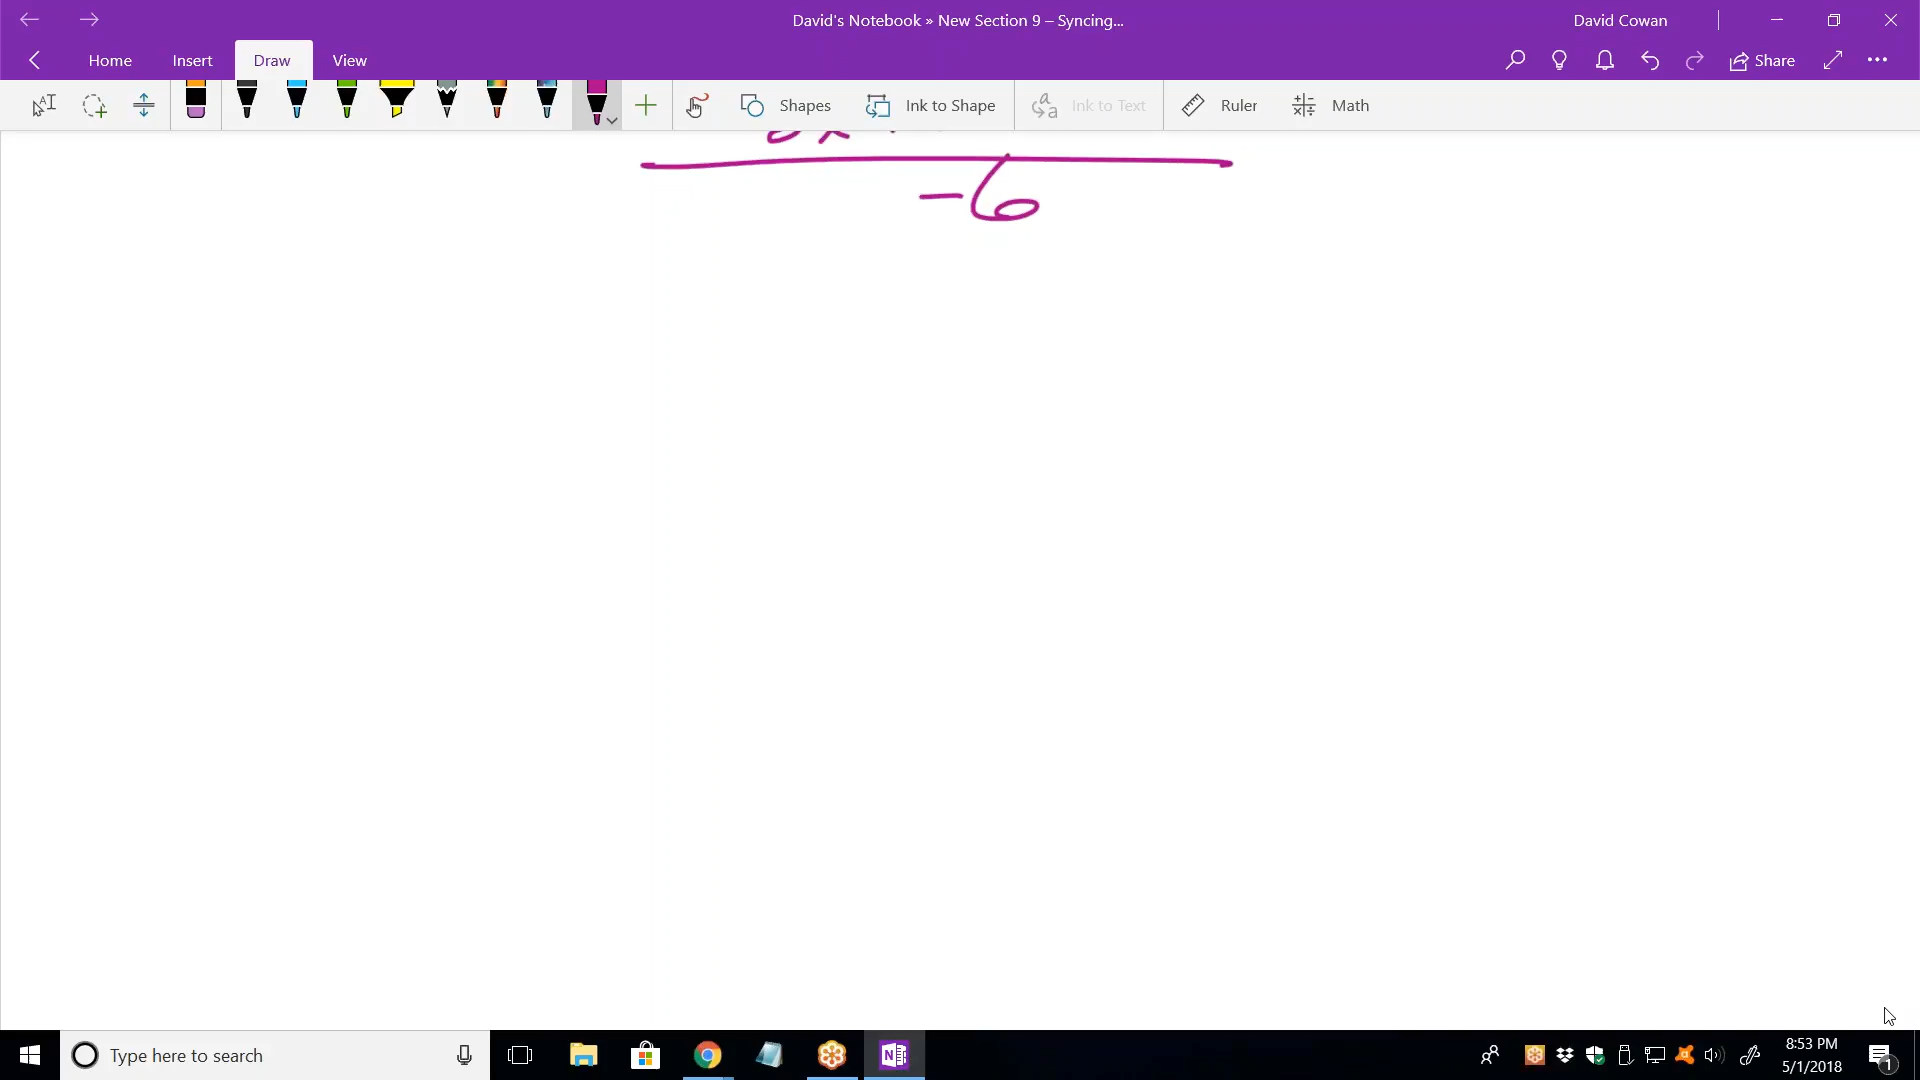 David's Notebook » New Section 9 – Syncing...
David Cowan
Home Insert Draw View
Share
Shapes Ink to Shape Ink to Text Ruler Math
-6
Type here to search
8:53 PM
5/1/2018
1